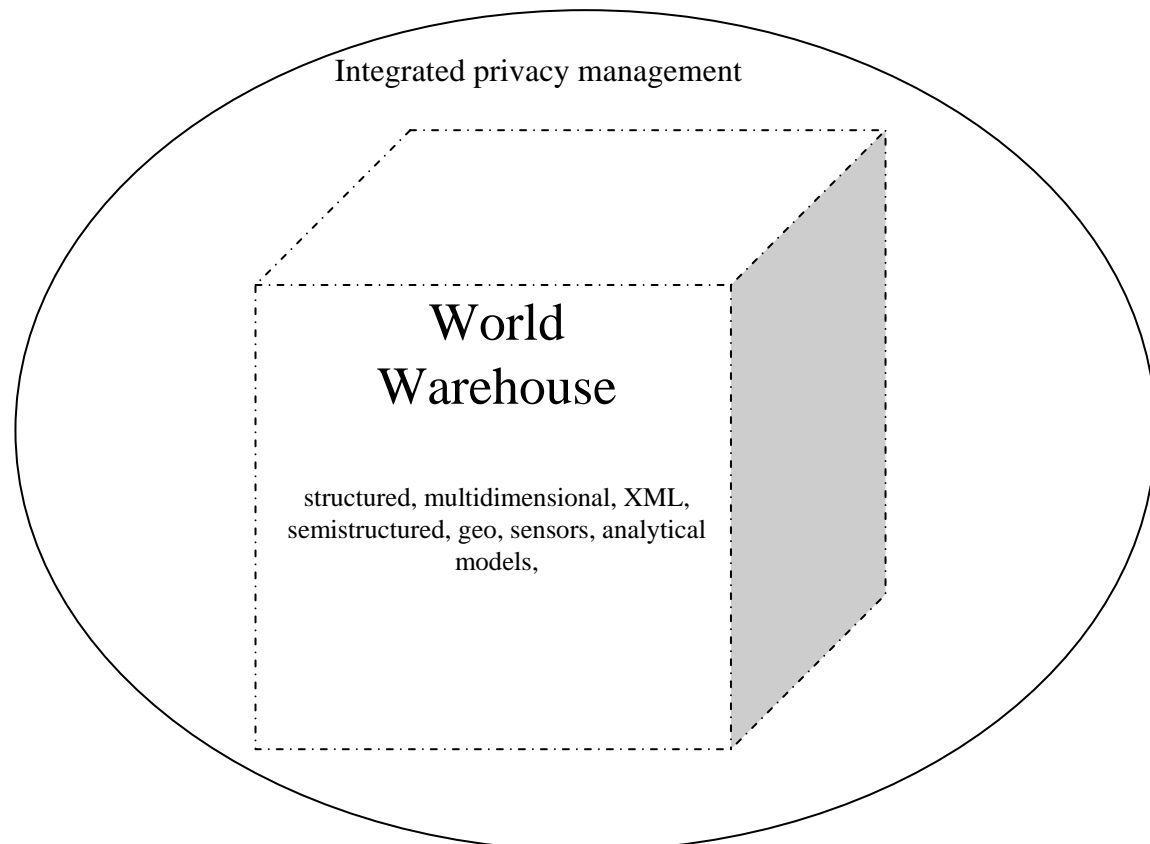 Integrated privacy management
World
Warehouse
structured, multidimensional, XML,
semistructured, geo, sensors, analytical
models,